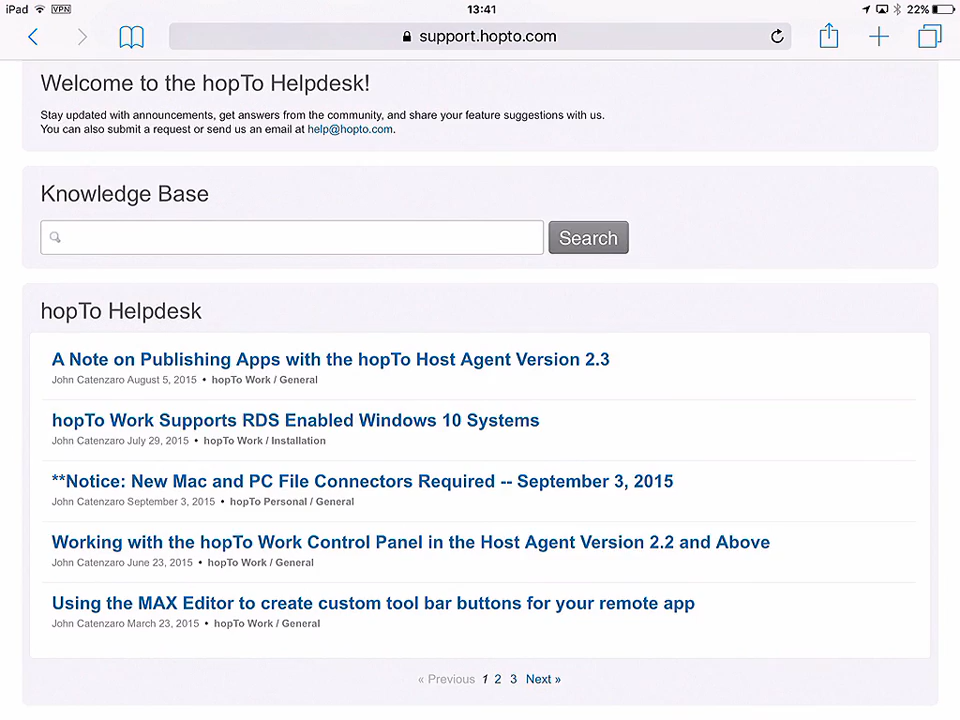 iPad VPN 13:41 22%
support.hopto.com
Welcome to the hopTo Helpdesk!
Stay updated with announcements, get answers from the community, and share your feature suggestions with us.
You can also submit a request or send us an email at help@hopto.com.
Knowledge Base
Search
hopTo Helpdesk
A Note on Publishing Apps with the hopTo Host Agent Version 2.3
John Catenzaro August 5, 2015 • hopTo Work / General
hopTo Work Supports RDS Enabled Windows 10 Systems
John Catenzaro July 29, 2015 • hopTo Work / Installation
**Notice: New Mac and PC File Connectors Required -- September 3, 2015
John Catenzaro September 3, 2015 • hopTo Personal / General
Working with the hopTo Work Control Panel in the Host Agent Version 2.2 and Above
John Catenzaro June 23, 2015 • hopTo Work / General
Using the MAX Editor to create custom tool bar buttons for your remote app
John Catenzaro March 23, 2015 • hopTo Work / General
« Previous 1 2 3 Next »